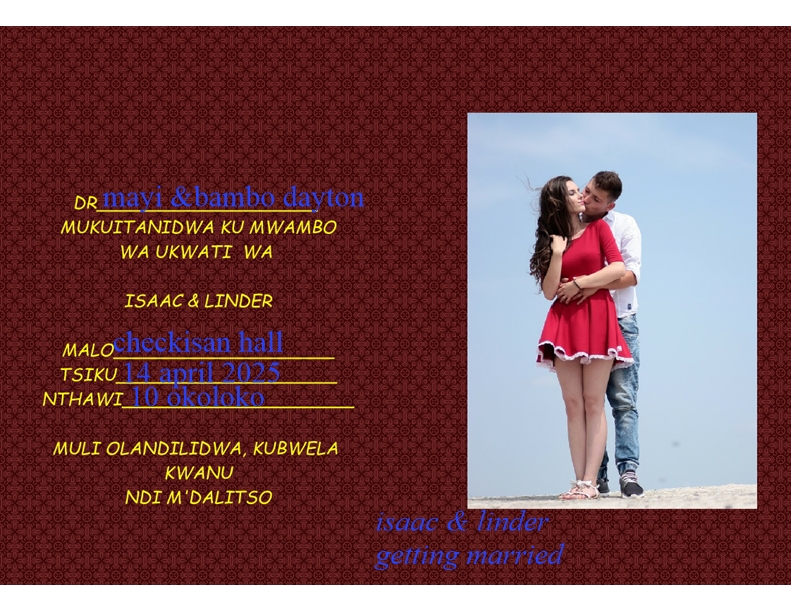 DR mayi &bambo dayton
MUKUITANIDWA KU MWAMBO
WA UKWATI WA
ISAAC & LINDER
MALO checkisan hall
TSIKU 14 april 2025
NTHAWI 10 okoloko
MULI OLANDILIDWA, KUBWELA
KWANU
NDI M'DALITSO
isaac & linder
getting married